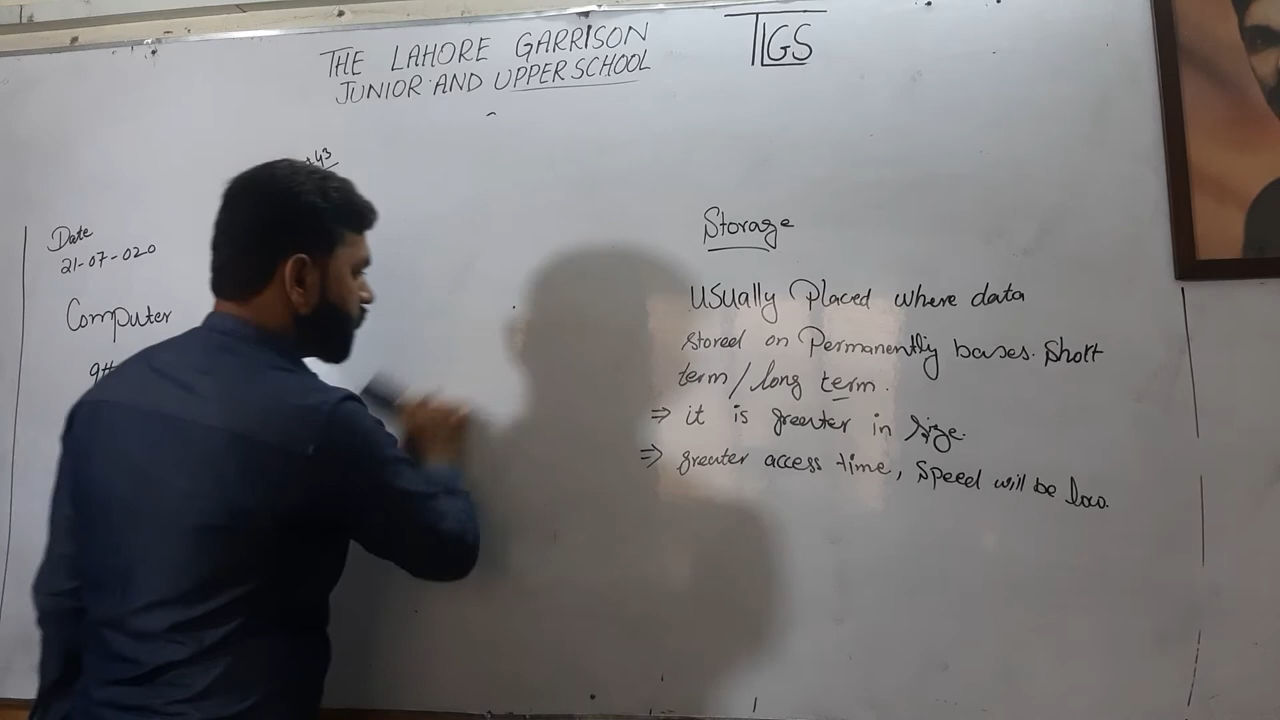 THE LAHORE GARRISON
JUNIOR AND UPPER SCHOOL
TLGS
43
Date
21-07-020
Computer
9th
Storage
Usually Placed where data
stored on Permanently bases. Short
term / long term.
⇒ it is greater in Size.
⇒ greater access time, Speed will be low.